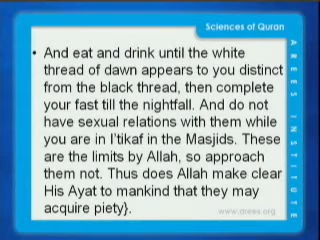 Sciences of Quran
• And eat and drink until the white
thread of dawn appears to you distinct
from the black thread, then complete
your fast till the nightfall. And do not
have sexual relations with them while
you are in I'tikaf in the Masjids. These
are the limits by Allah, so approach
them not. Thus does Allah make clear
His Ayat to mankind that they may
acquire piety}.
AREES INSTITUTE
www.arees.org